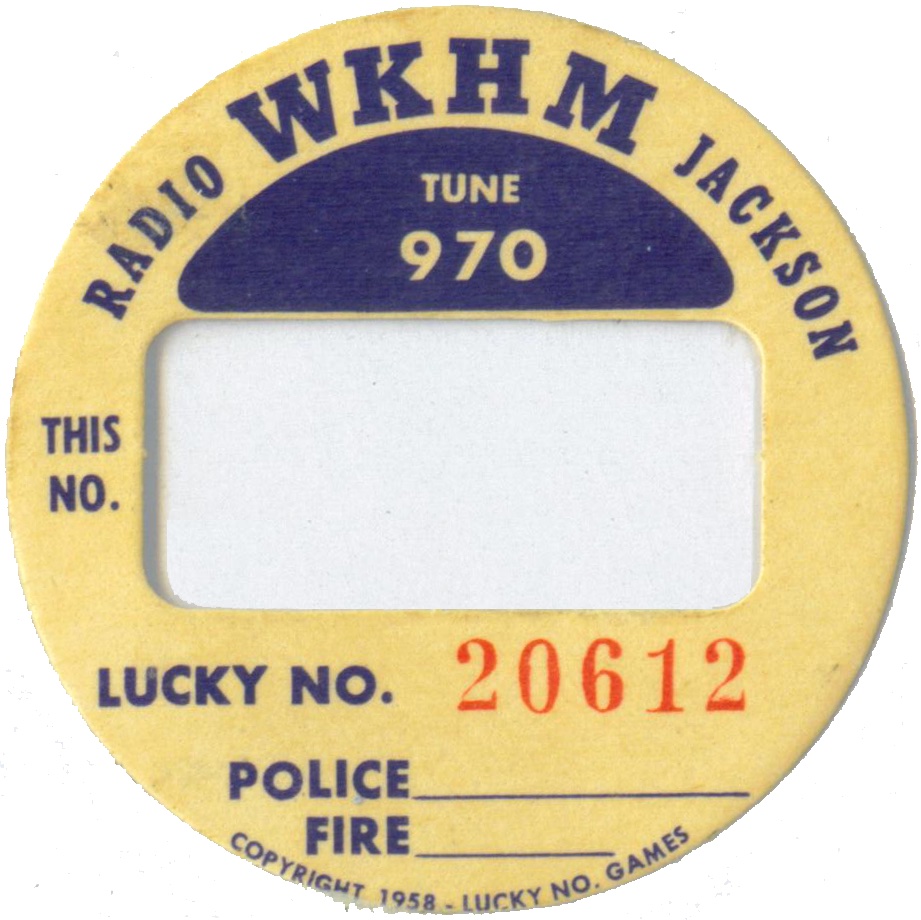 RADIO WKHM JACKSON
TUNE
970
THIS
NO.
LUCKY NO. 20612
POLICE
FIRE
COPYRIGHT 1958 - LUCKY NO. GAMES